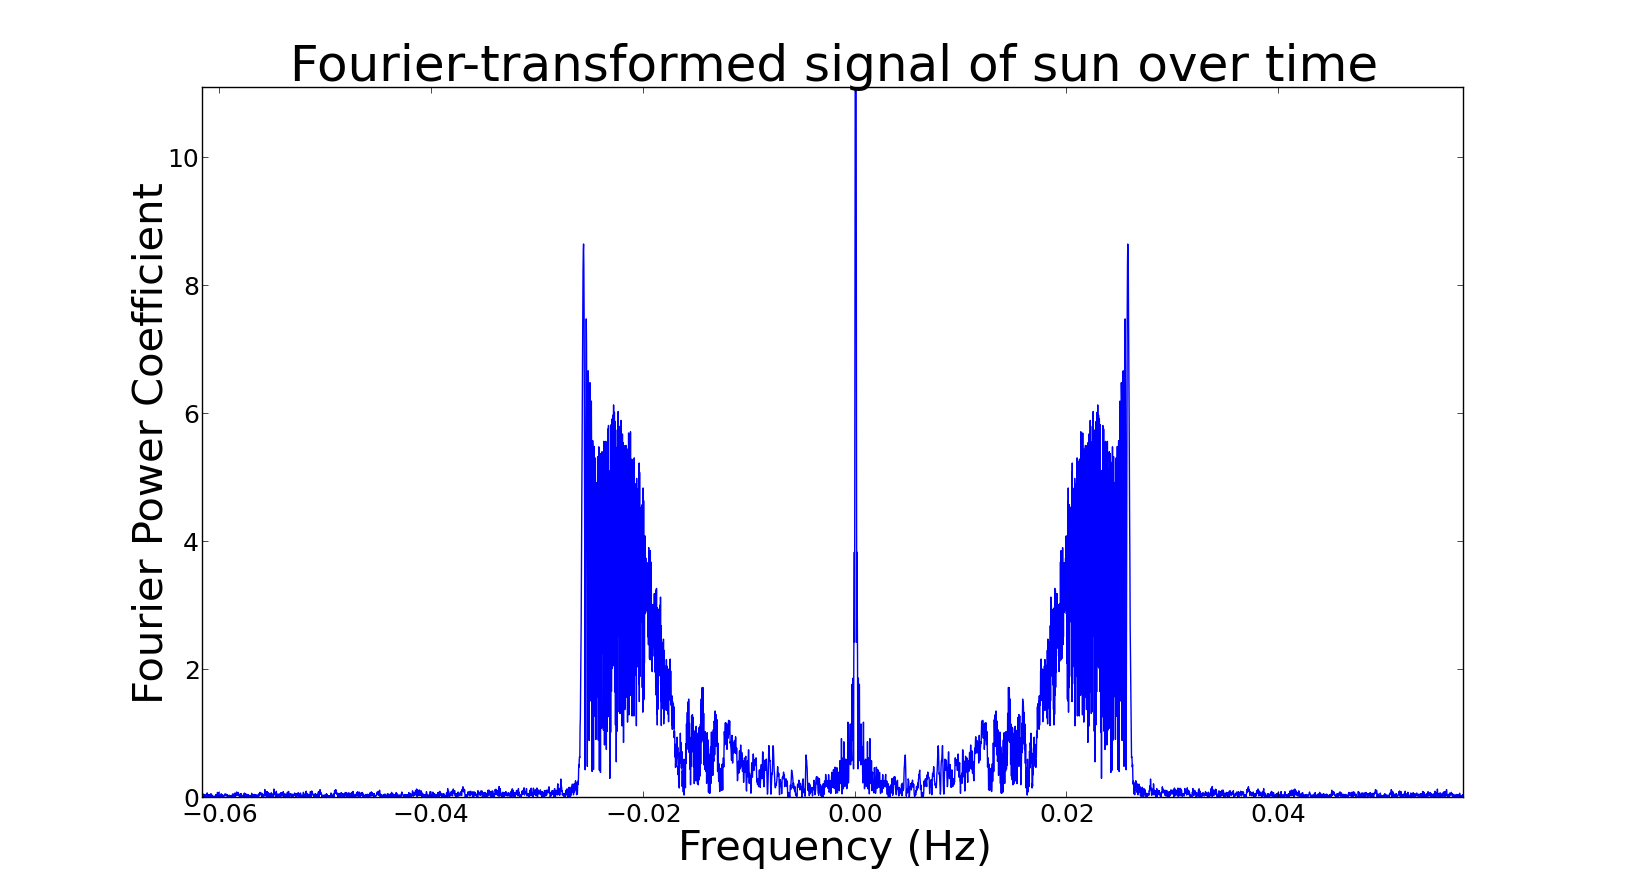 Fourier-transformed signal of sun over time
Fourier Power Coefficient
10
8
6
4
2
0
−0.06 −0.04 −0.02 0.00 0.02 0.04
Frequency (Hz)